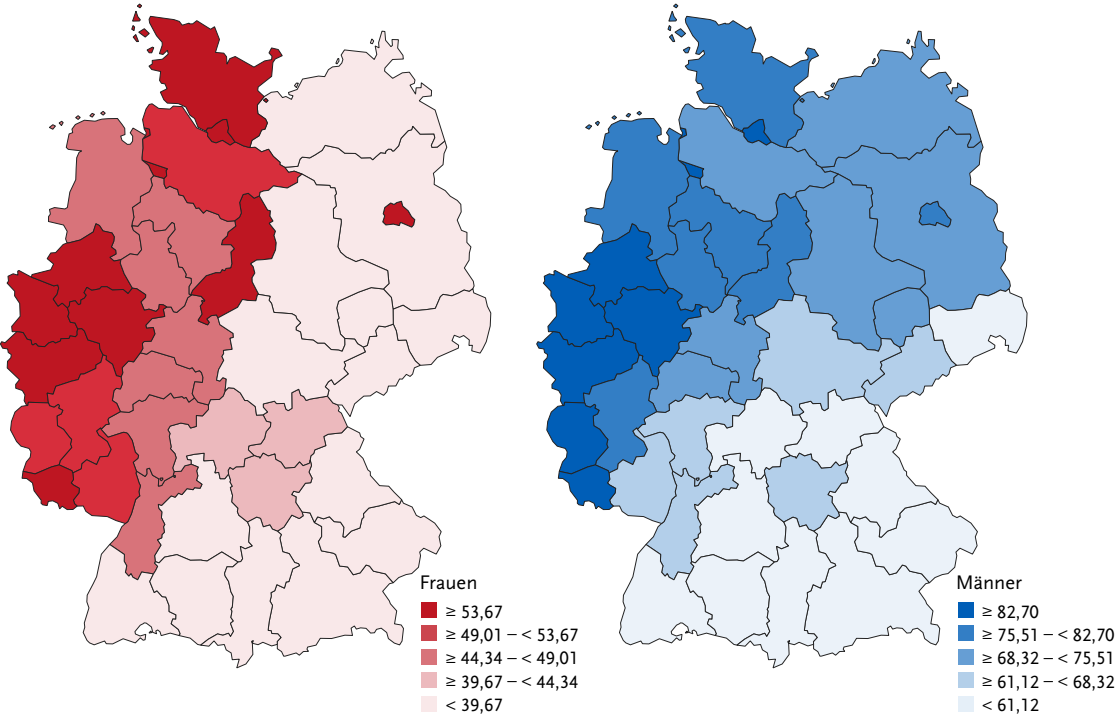 Frauen
≥ 53,67
≥ 49,01 – < 53,67
≥ 44,34 – < 49,01
≥ 39,67 – < 44,34
< 39,67
Männer
≥ 82,70
≥ 75,51 – < 82,70
≥ 68,32 – < 75,51
≥ 61,12 – < 68,32
< 61,12